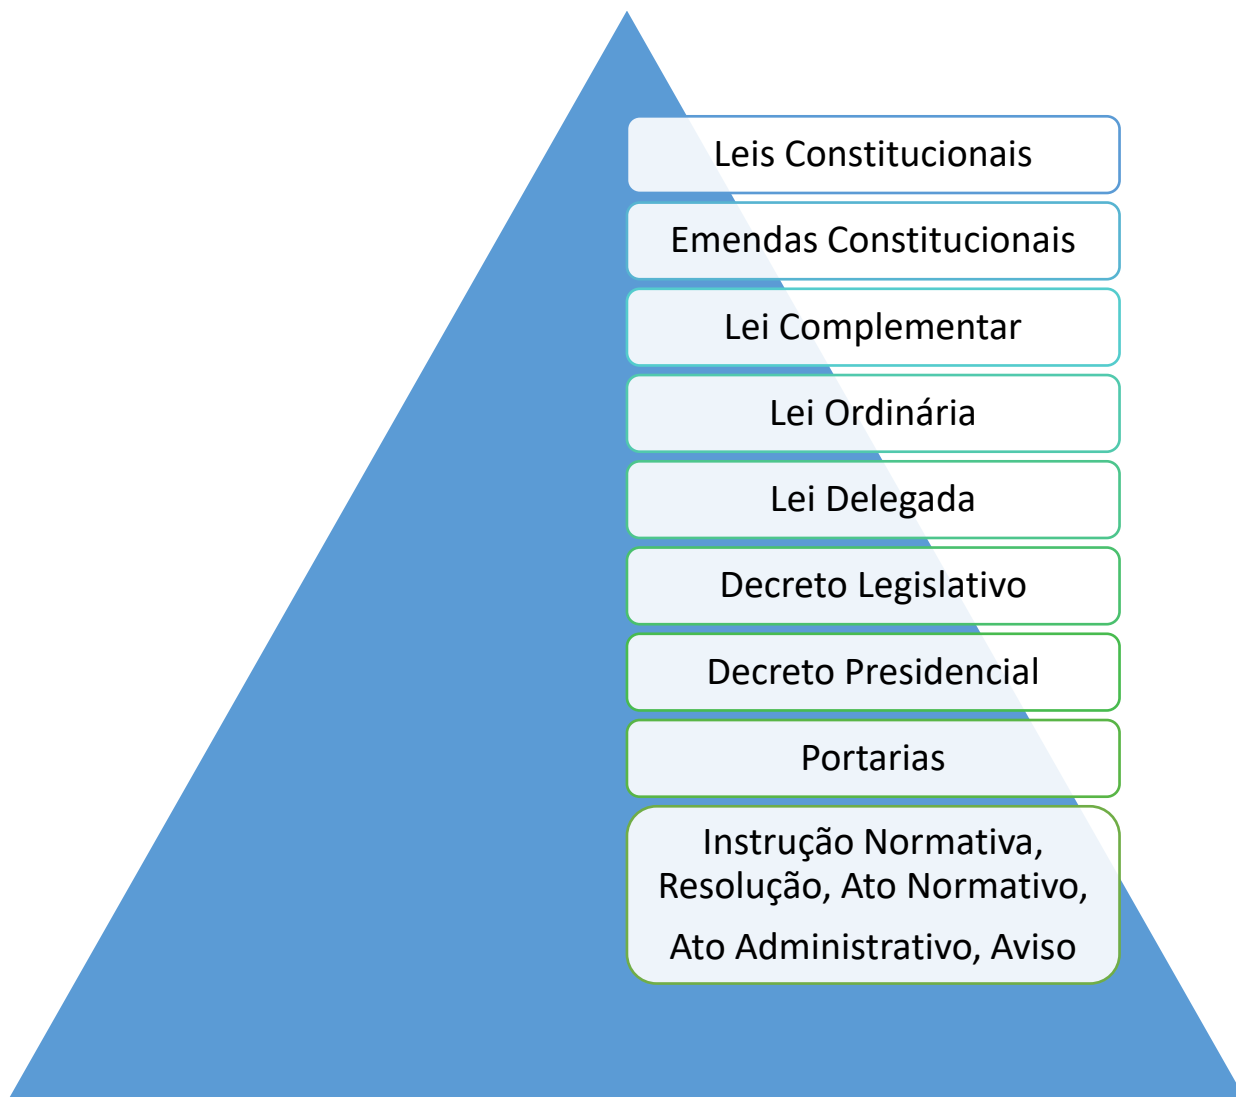 Leis Constitucionais
Emendas Constitucionais
Lei Complementar
Lei Ordinária
Lei Delegada
Decreto Legislativo
Decreto Presidencial
Portarias
Instrução Normativa,
Resolução, Ato Normativo,
Ato Administrativo, Aviso